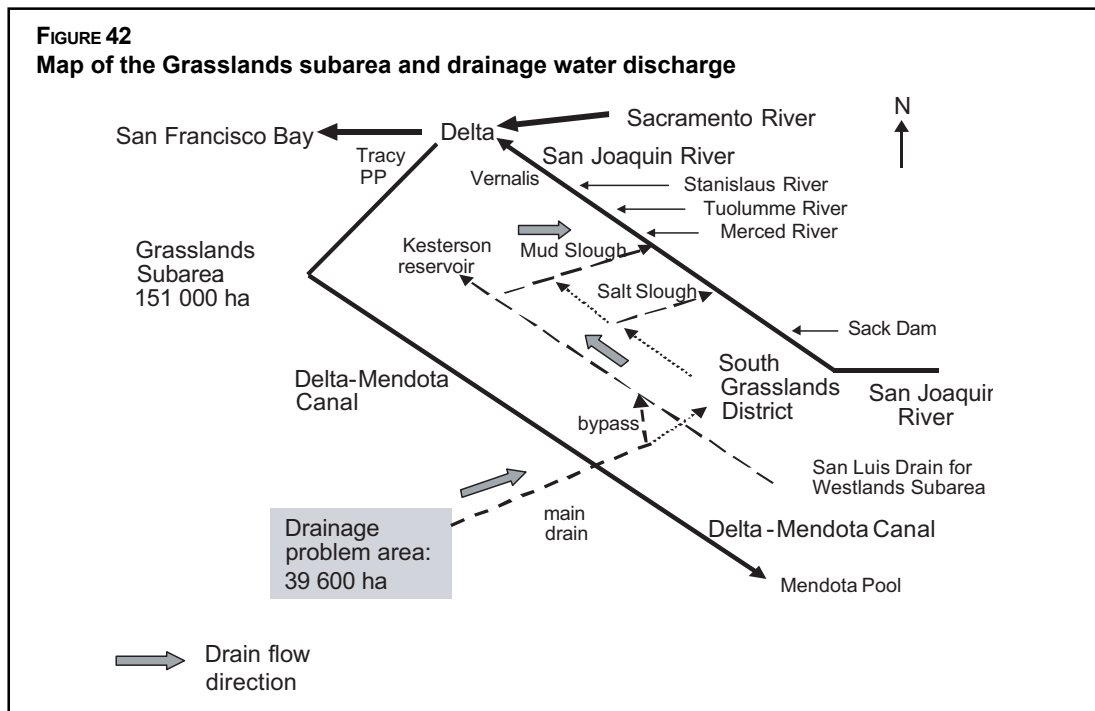 FIGURE 42
Map of the Grasslands subarea and drainage water discharge
N
Sacramento River
San Francisco Bay
Delta
Tracy
PP
San Joaquin River
Vernalis
Stanislaus River
Tuolumme River
Merced River
Kesterson
reservoir
Mud Slough
Grasslands
Subarea
151 000 ha
Salt Slough
Sack Dam
South
Grasslands
District
San Joaquin
River
Delta-Mendota
Canal
bypass
San Luis Drain for
Westlands Subarea
main
drain
Delta-Mendota Canal
Drainage
problem area:
39 600 ha
Mendota Pool
Drain flow
direction